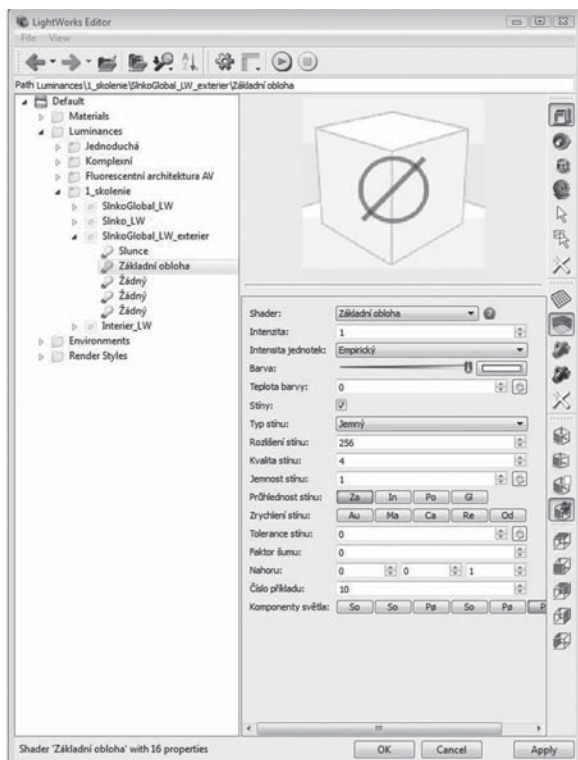 LightWorks Editor
File View
Path Luminances\1_skolenie\SlnkoGlobal_LW_exterier\Základní obloha
Default
Materials
Luminances
Jednoduchá
Komplexní
Fluorescentní architektura AV
1_skolenie
SlnkoGlobal_LW
Slnko_LW
SlnkoGlobal_LW_exterier
Slunce
Základní obloha
Žádný
Žádný
Žádný
Interier_LW
Environments
Render Styles
Shader: Základní obloha
Intenzita: 1
Intensita jednotek: Empirický
Barva:
Teplota barvy: 0
Stíny:
Typ stínu: Jemný
Rozlišení stínu: 256
Kvalita stínu: 4
Jemnost stínu: 1
Průhlednost stínu: Za In Po Gl
Zrychlení stínu: Au Ma Ca Re Od
Tolerance stínu: 0
Faktor šumu: 0
Nahoru: 0 0 1
Číslo příkladu: 10
Komponenty světla: So So Pø So Pø P
Shader 'Základní obloha' with 16 properties
OK Cancel Apply